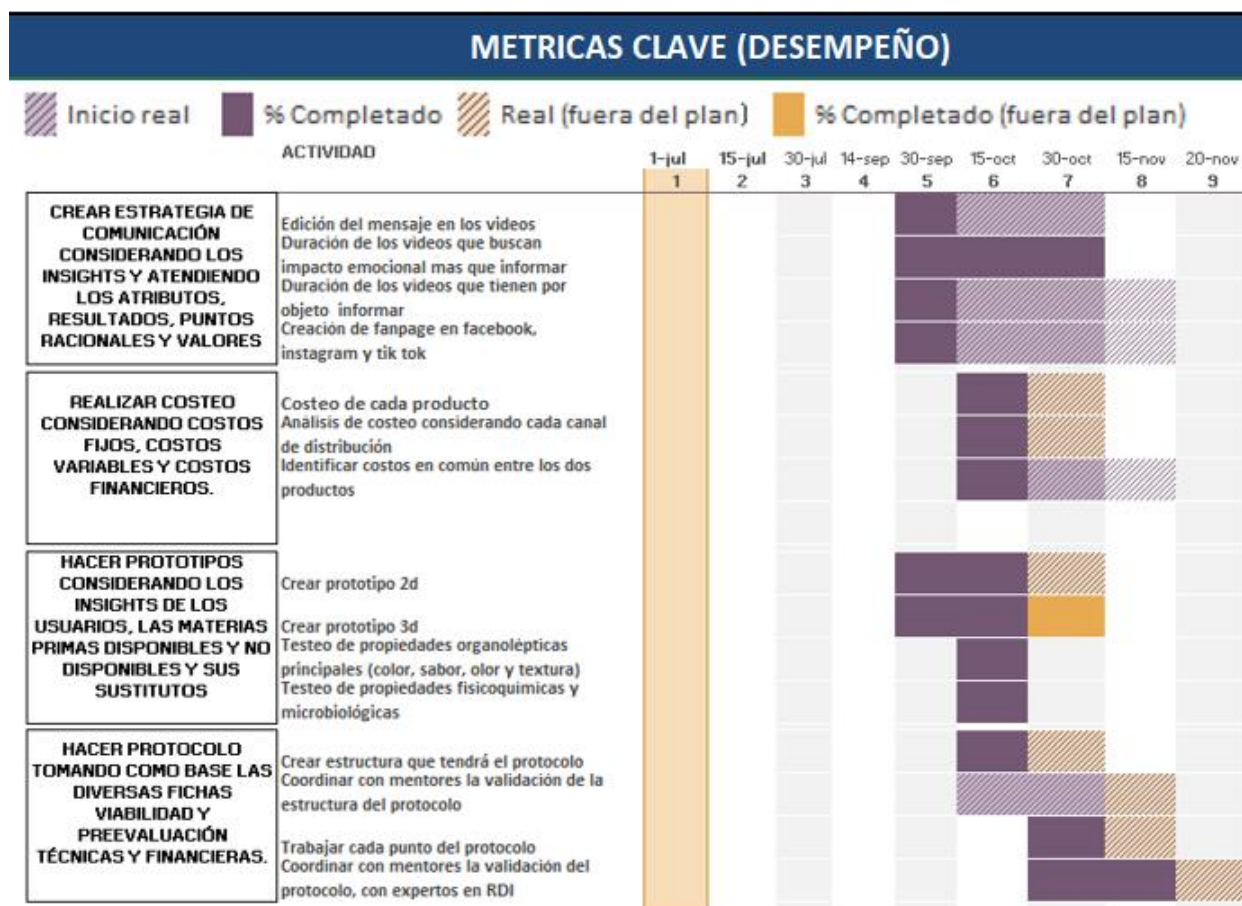 METRICAS CLAVE (DESEMPEÑO)
Inicio real % Completado Real (fuera del plan) % Completado (fuera del plan)
ACTIVIDAD
1-jul 15-jul 30-jul 14-sep 30-sep 15-oct 30-oct 15-nov 20-nov
1 2 3 4 5 6 7 8 9
CREAR ESTRATEGIA DE
COMUNICACIÓN
CONSIDERANDO LOS
INSIGHTS Y ATENDIENDO
LOS ATRIBUTOS,
RESULTADOS, PUNTOS
RACIONALES Y VALORES
Edición del mensaje en los videos
Duración de los videos que buscan
impacto emocional mas que informar
Duración de los videos que tienen por
objeto informar
Creación de fanpage en facebook,
instagram y tik tok
REALIZAR COSTEO
CONSIDERANDO COSTOS
FIJOS, COSTOS
VARIABLES Y COSTOS
FINANCIEROS.
Costeo de cada producto
Análisis de costeo considerando cada canal
de distribución
Identificar costos en común entre los dos
productos
HACER PROTOTIPOS
CONSIDERANDO LOS
INSIGHTS DE LOS
USUARIOS, LAS MATERIAS
PRIMAS DISPONIBLES Y NO
DISPONIBLES Y SUS
SUSTITUTOS
Crear prototipo 2d
Crear prototipo 3d
Testeo de propiedades organolépticas
principales (color, sabor, olor y textura)
Testeo de propiedades fisicoquimicas y
microbiológicas
HACER PROTOCOLO
TOMANDO COMO BASE LAS
DIVERSAS FICHAS
VIABILIDAD Y
PREEVALUACIÓN
TÉCNICAS Y FINANCIERAS.
Crear estructura que tendrá el protocolo
Coordinar con mentores la validación de la
estructura del protocolo
Trabajar cada punto del protocolo
Coordinar con mentores la validación del
protocolo, con expertos en RDI